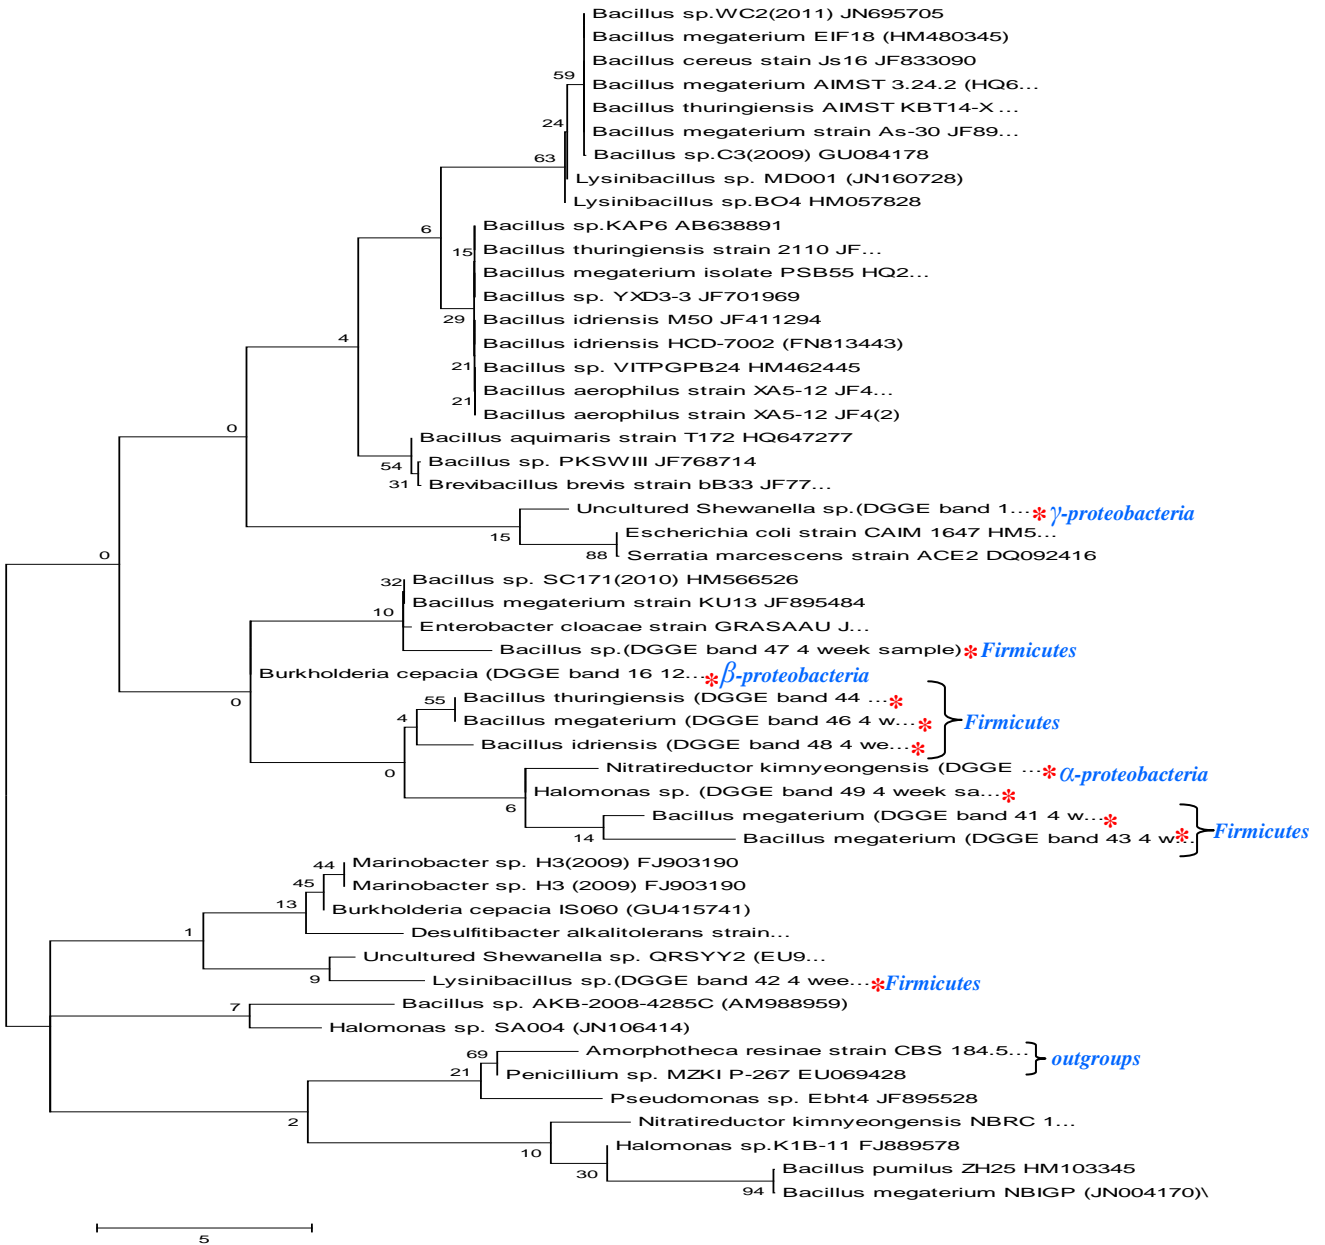 Bacillus sp.WC2(2011) JN695705
Bacillus megaterium EIF18 (HM480345)
Bacillus cereus stain Js16 JF833090
59
Bacillus megaterium AIMST 3.24.2 (HQ6...
Bacillus thuringiensis AIMST KBT14-X ...
24
Bacillus megaterium strain As-30 JF89...
Bacillus sp.C3(2009) GU084178
63
Lysinibacillus sp. MD001 (JN160728)
Lysinibacillus sp.BO4 HM057828
6
Bacillus sp.KAP6 AB638891
15
Bacillus thuringiensis strain 2110 JF...
Bacillus megaterium isolate PSB55 HQ2...
Bacillus sp. YXD3-3 JF701969
29
Bacillus idriensis M50 JF411294
4
Bacillus idriensis HCD-7002 (FN813443)
21
Bacillus sp. VITPGPB24 HM462445
Bacillus aerophilus strain XA5-12 JF4...
21
Bacillus aerophilus strain XA5-12 JF4(2)
0
Bacillus aquimaris strain T172 HQ647277
54
Bacillus sp. PKSWIII JF768714
31
Brevibacillus brevis strain bB33 JF77...
Uncultured Shewanella sp.(DGGE band 1... * γ-proteobacteria
15
Escherichia coli strain CAIM 1647 HM5...
0
88
Serratia marcescens strain ACE2 DQ092416
32
Bacillus sp. SC171(2010) HM566526
10
Bacillus megaterium strain KU13 JF895484
Enterobacter cloacae strain GRASAAU J...
Bacillus sp.(DGGE band 47 4 week sample) * Firmicutes
Burkholderia cepacia (DGGE band 16 12... * β-proteobacteria
0
55
Bacillus thuringiensis (DGGE band 44 ... *
4
Bacillus megaterium (DGGE band 46 4 w... *
Firmicutes
Bacillus idriensis (DGGE band 48 4 we... *
0
Nitratireductor kimnyeongensis (DGGE ... * α-proteobacteria
Halomonas sp. (DGGE band 49 4 week sa... *
6
Bacillus megaterium (DGGE band 41 4 w... *
Firmicutes
14
Bacillus megaterium (DGGE band 43 4 w... *
44
Marinobacter sp. H3(2009) FJ903190
45
Marinobacter sp. H3 (2009) FJ903190
13
Burkholderia cepacia IS060 (GU415741)
1
Desulfitibacter alkalitolerans strain...
Uncultured Shewanella sp. QRSYY2 (EU9...
9
Lysinibacillus sp.(DGGE band 42 4 wee... * Firmicutes
7
Bacillus sp. AKB-2008-4285C (AM988959)
Halomonas sp. SA004 (JN106414)
69
Amorphotheca resinae strain CBS 184.5...
outgroups
21
Penicillium sp. MZKI P-267 EU069428
Pseudomonas sp. Ebht4 JF895528
2
Nitratireductor kimnyeongensis NBRC 1...
10
Halomonas sp.K1B-11 FJ889578
30
Bacillus pumilus ZH25 HM103345
94
Bacillus megaterium NBIGP (JN004170)\
5